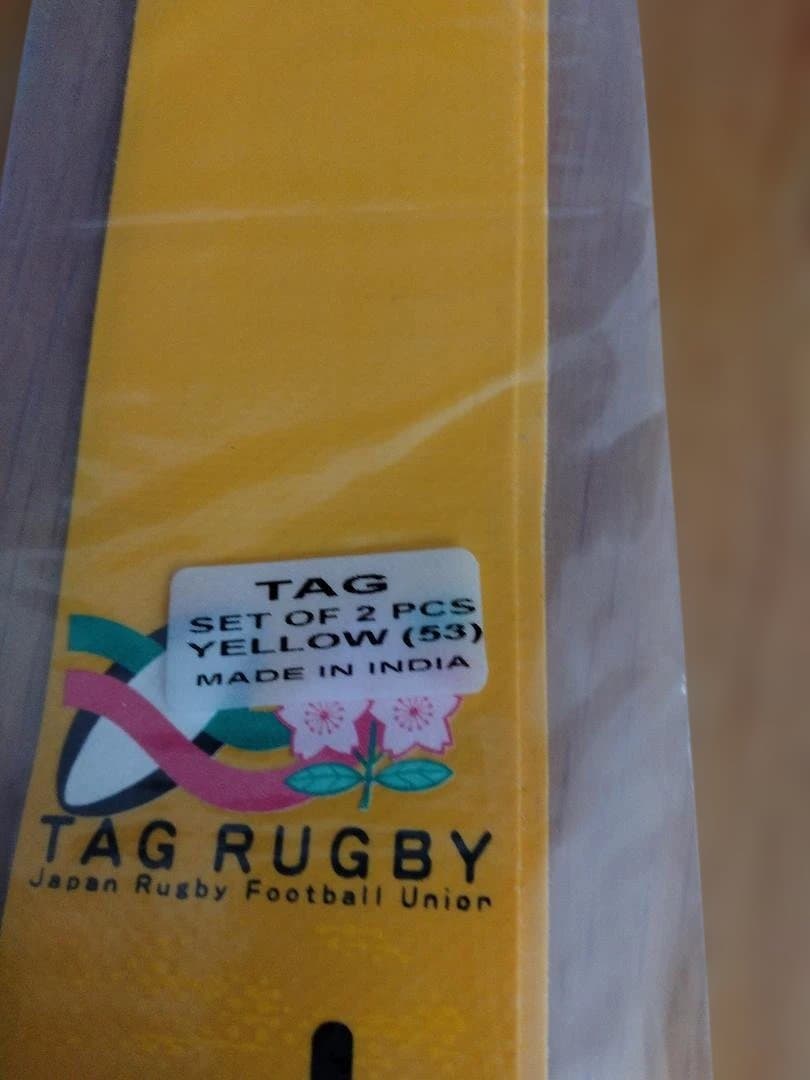 TAG
SET OF 2 PCS
YELLOW (53)
MADE IN INDIA
TAG RUGBY
Japan Rugby Football Union